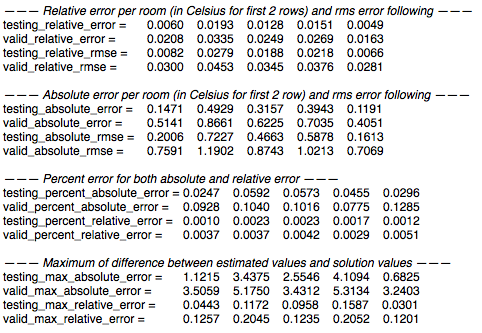 — — — Relative error per room (in Celsius for first 2 rows) and rms error following — — —
testing_relative_error = 0.0060 0.0193 0.0128 0.0151 0.0049
valid_relative_error = 0.0208 0.0335 0.0249 0.0269 0.0163
testing_relative_rmse = 0.0082 0.0279 0.0188 0.0218 0.0066
valid_relative_rmse = 0.0300 0.0453 0.0345 0.0376 0.0281
— — — Absolute error per room (in Celsius for first 2 row) and rms error following — — —
testing_absolute_error = 0.1471 0.4929 0.3157 0.3943 0.1191
valid_absolute_error = 0.5141 0.8661 0.6225 0.7035 0.4051
testing_absolute_rmse = 0.2006 0.7227 0.4663 0.5878 0.1613
valid_absolute_rmse = 0.7591 1.1902 0.8743 1.0213 0.7069
— — — Percent error for both absolute and relative error — — —
testing_percent_absolute_error = 0.0247 0.0592 0.0573 0.0455 0.0296
valid_percent_absolute_error = 0.0928 0.1040 0.1016 0.0775 0.1285
testing_percent_relative_error = 0.0010 0.0023 0.0023 0.0017 0.0012
valid_percent_relative_error = 0.0037 0.0037 0.0042 0.0029 0.0051
— — — Maximum of difference between estimated values and solution values — — —
testing_max_absolute_error = 1.1215 3.4375 2.5546 4.1094 0.6825
valid_max_absolute_error = 3.5059 5.1750 3.4312 5.3134 3.2403
testing_max_relative_error = 0.0443 0.1172 0.0958 0.1587 0.0301
valid_max_relative_error = 0.1257 0.2045 0.1235 0.2052 0.1201